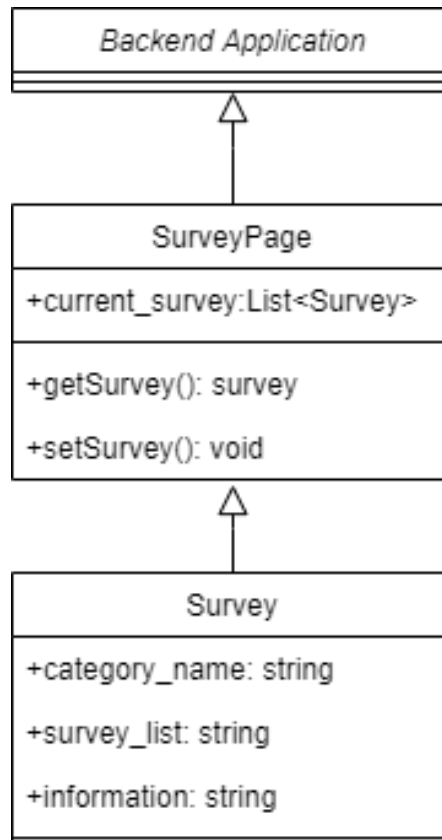 Backend Application
SurveyPage
+current_survey:List<Survey>
+getSurvey(): survey
+setSurvey(): void
Survey
+category_name: string
+survey_list: string
+information: string